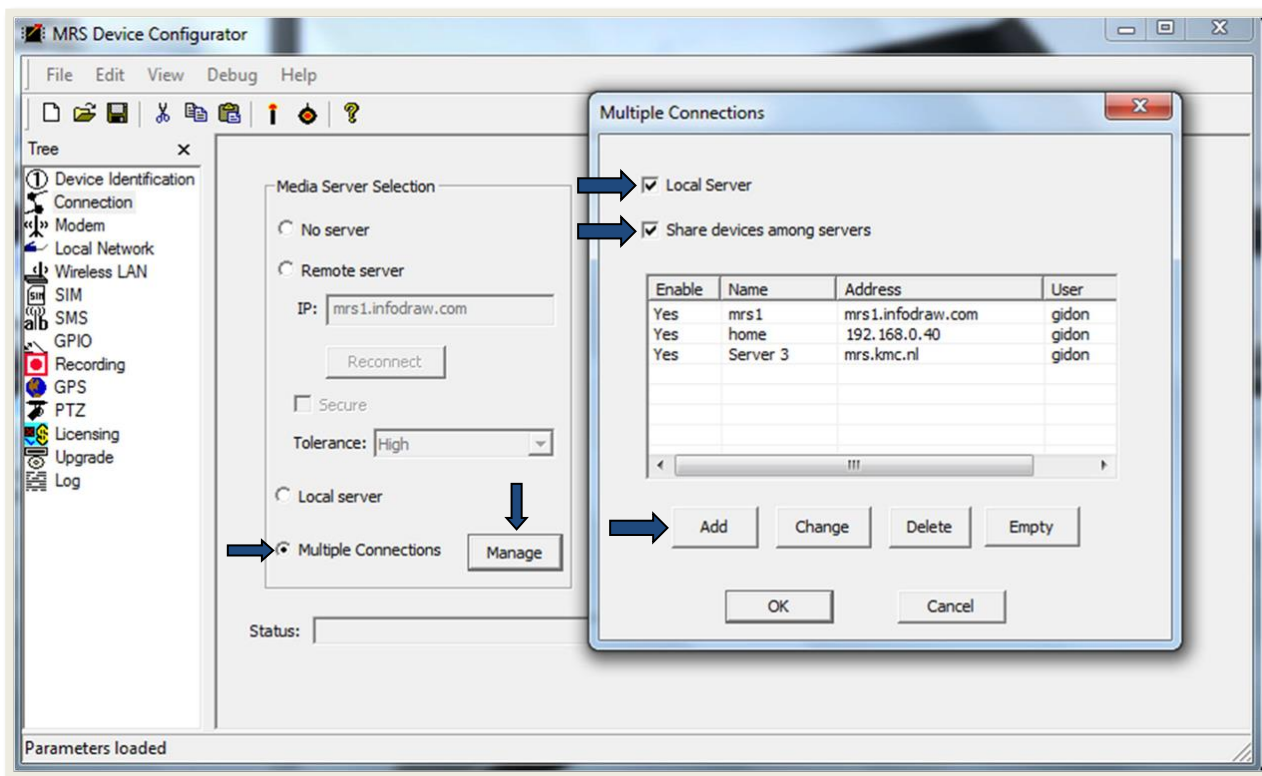 MRS Device Configurator
File Edit View Debug Help
Tree
Device Identification
Connection
Modem
Local Network
Wireless LAN
SIM
SMS
GPIO
Recording
GPS
PTZ
Licensing
Upgrade
Log
Media Server Selection
No server
Remote server
IP: mrs1.infodraw.com
Reconnect
Secure
Tolerance: High
Local server
Multiple Connections Manage
Status:
Multiple Connections
Local Server
Share devices among servers
Enable Name Address User
Yes mrs1 mrs1.infodraw.com gidon
Yes home 192.168.0.40 gidon
Yes Server 3 mrs.kmc.nl gidon
Add Change Delete Empty
OK Cancel
Parameters loaded